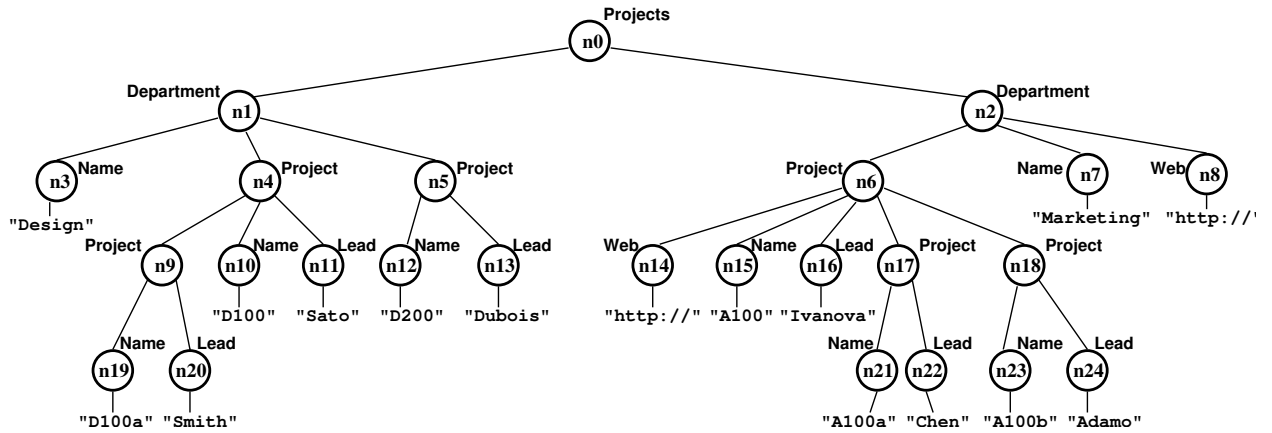 Projects
n0
Department n1 n2 Department
n3 Name n4 Project n5 Project Project n6 Name n7 Web n8
"Design" "Marketing" "http://'
Project n9 n10 Name n11 Lead n12 Name n13 Lead Web n14 n15 Name n16 Lead n17 Project n18 Project
"D100" "Sato" "D200" "Dubois" "http://" "A100" "Ivanova"
n19 Name n20 Lead Name n21 n22 Lead n23 Name n24 Lead
"D100a" "Smith" "A100a" "Chen" "A100b" "Adamo"